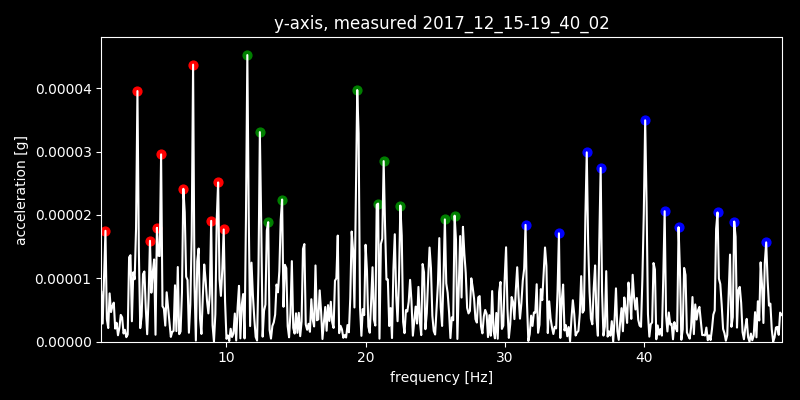 y-axis, measured 2017_12_15-19_40_02
0.00004
0.00003
0.00002
0.00001
0.00000
acceleration [g]
10 20 30 40
frequency [Hz]